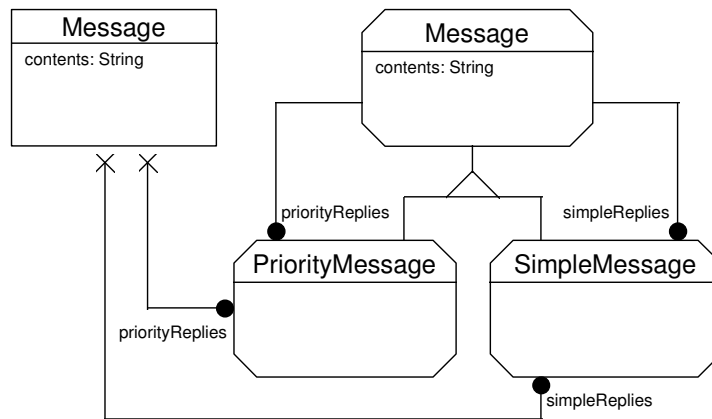 Message
contents: String
Message
contents: String
priorityReplies
simpleReplies
PriorityMessage
SimpleMessage
priorityReplies
simpleReplies